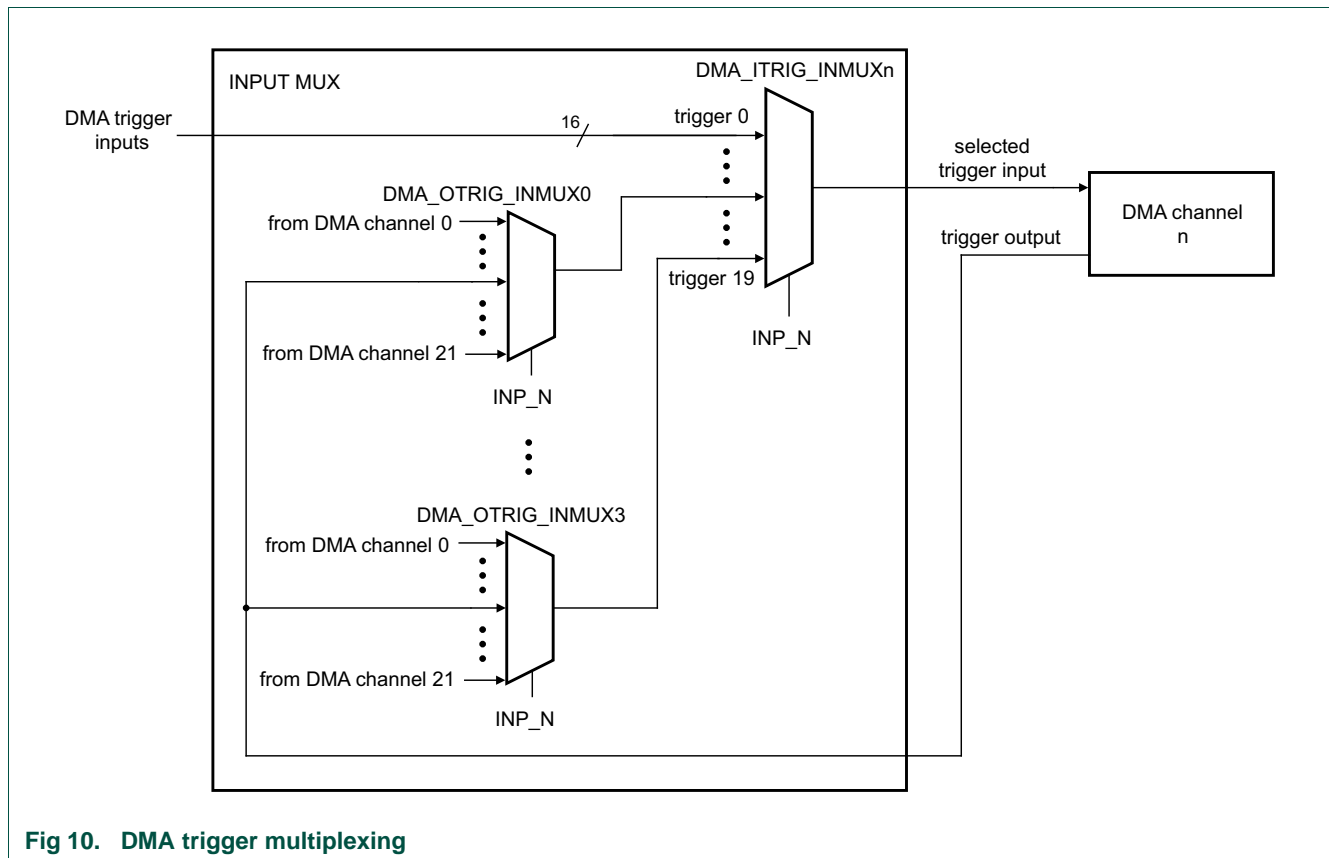 INPUT MUX
DMA_ITRIG_INMUXn
DMA trigger
inputs
16
trigger 0
selected
trigger input
DMA_OTRIG_INMUX0
from DMA channel 0
DMA channel
n
trigger output
trigger 19
INP_N
from DMA channel 21
INP_N
DMA_OTRIG_INMUX3
from DMA channel 0
from DMA channel 21
INP_N
Fig 10. DMA trigger multiplexing